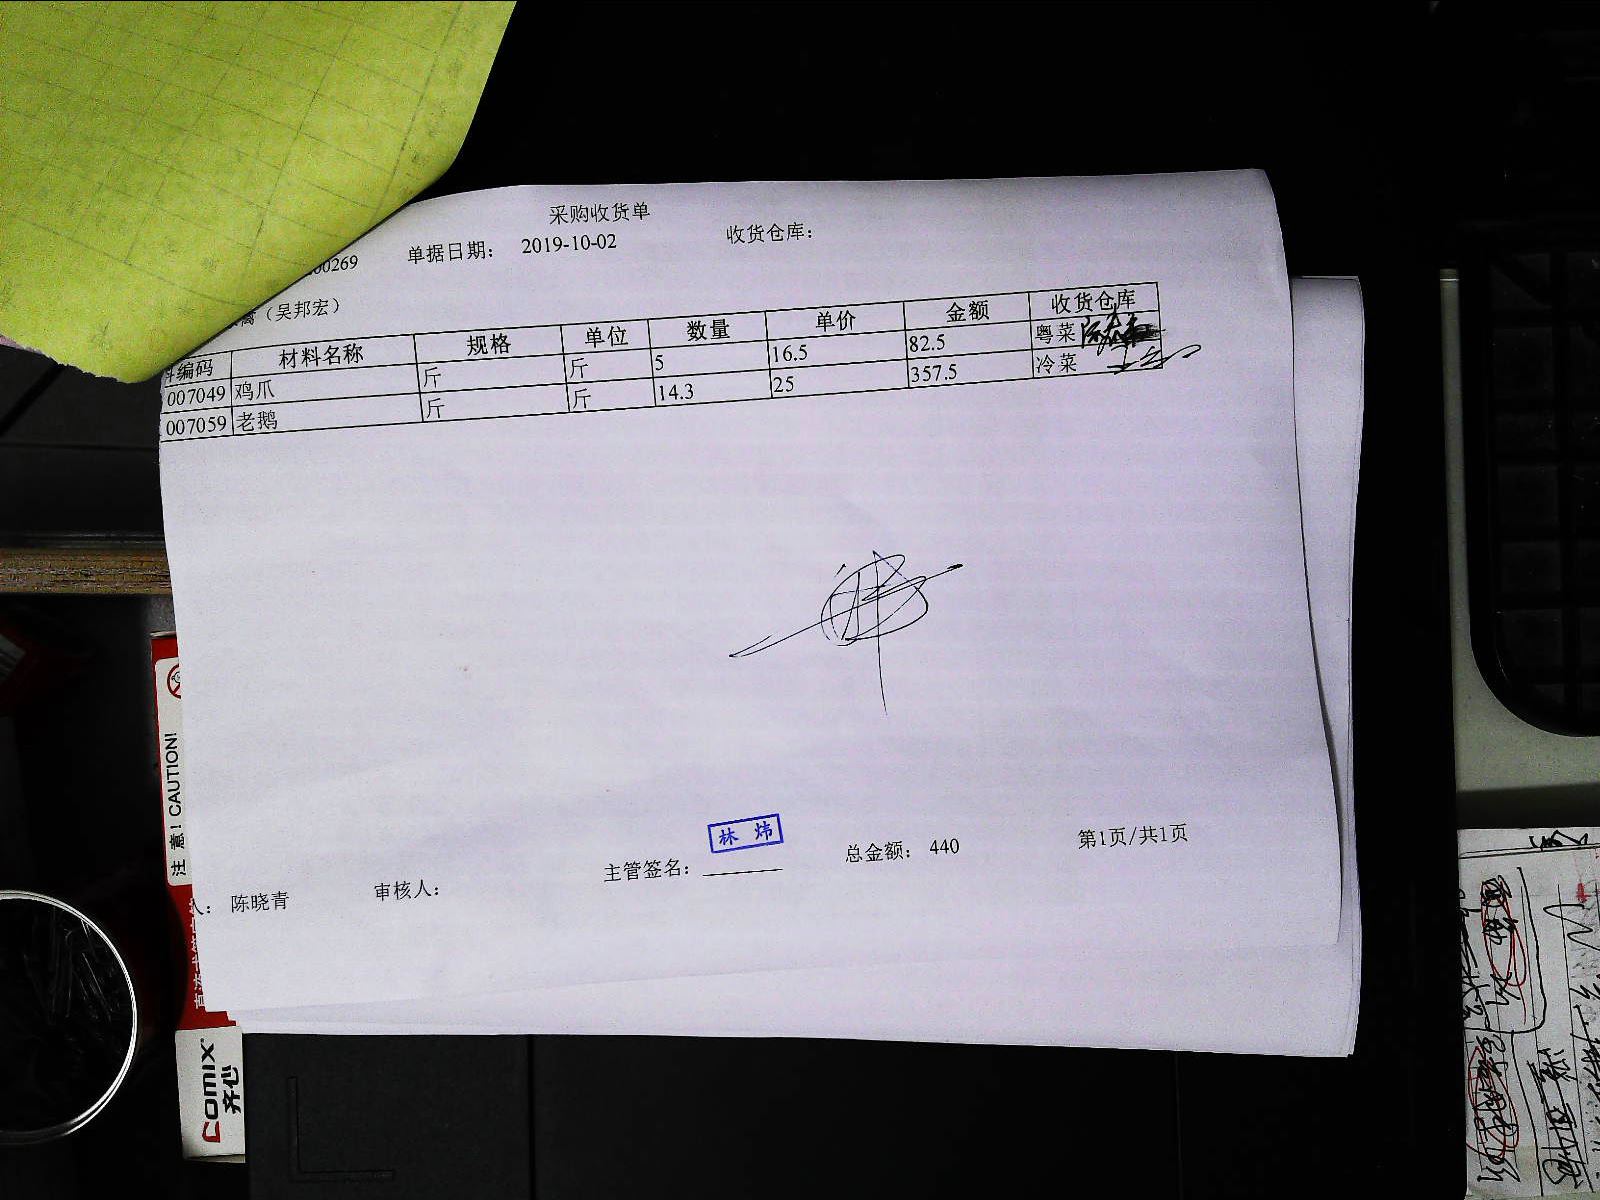 采购收货单
00269 单据日期： 2019-10-02 收货仓库：
禽（吴邦宏）
编码 材料名称 规格 单位 数量 单价 金额 收货仓库
007049 鸡爪 斤 斤 5 16.5 82.5 粤菜
007059 老鹅 斤 斤 14.3 25 357.5 冷菜
林 炜
人： 陈晓青 审核人： 主管签名： 总金额： 440 第1页/共1页
注 意! CAUTION!
comix 齐心